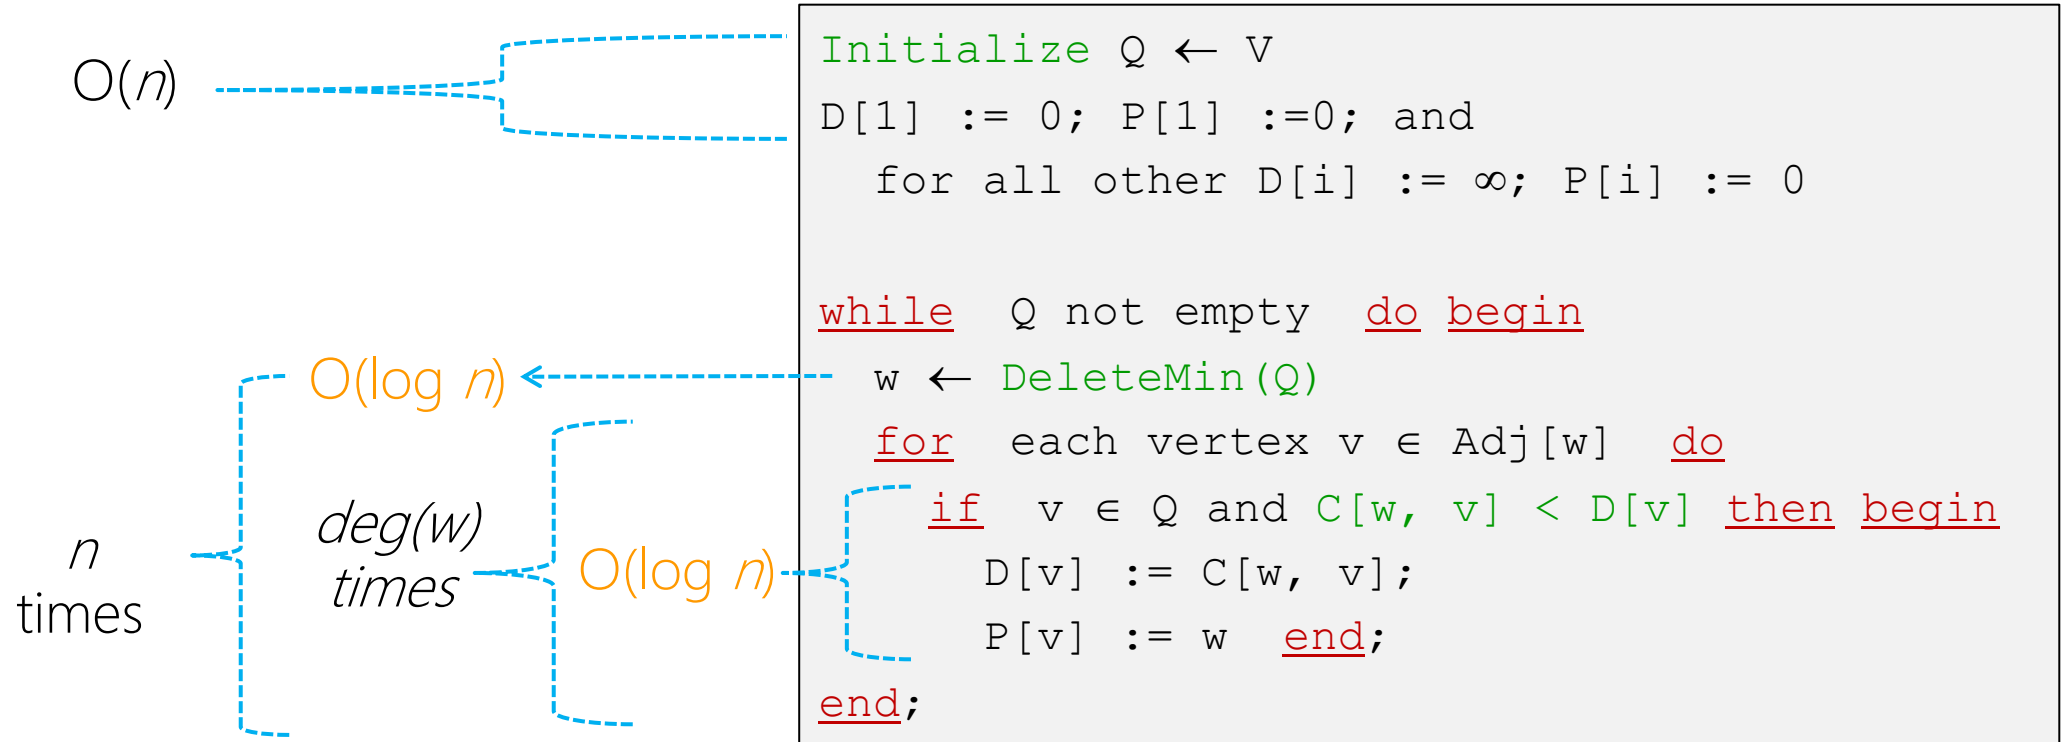 O(n)
Initialize Q ← V
D[1] := 0; P[1] :=0; and
for all other D[i] := ∞; P[i] := 0
while Q not empty do begin
O(log n)
w ← DeleteMin(Q)
for each vertex v ∈ Adj[w] do
n
times
deg(w)
times
O(log n)
if v ∈ Q and C[w, v] < D[v] then begin
D[v] := C[w, v];
P[v] := w end;
end;